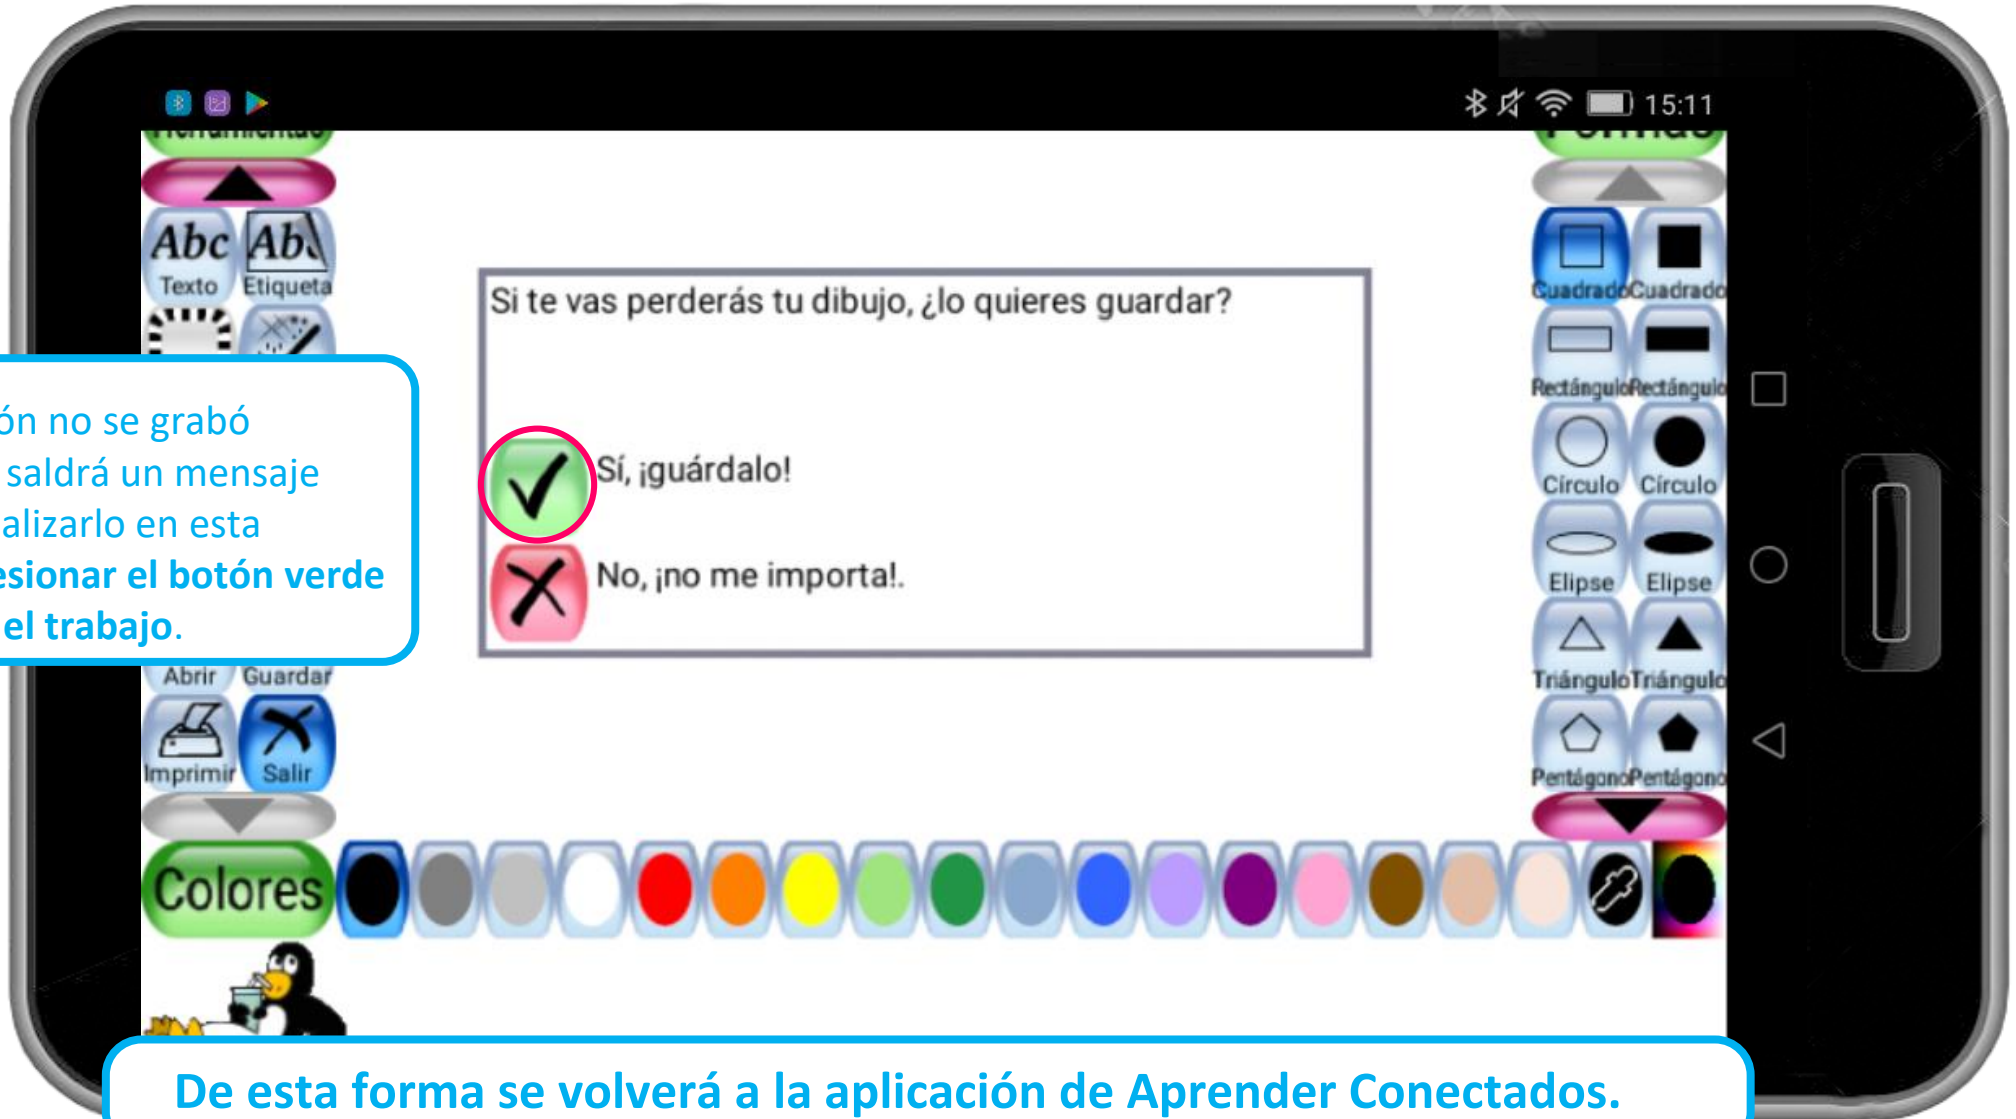 15:11
Herramientas
Formas
Abc
Abc
Texto
Etiqueta
Si te vas perderás tu dibujo, ¿lo quieres guardar?
Sí, ¡guárdalo!
No, ¡no me importa!.
ón no se grabó
saldrá un mensaje
alizarlo en esta
esionar el botón verde
el trabajo.
Abrir
Guardar
Imprimir
Salir
Cuadrado
Cuadrado
Rectángulo
Rectángulo
Círculo
Círculo
Elipse
Elipse
Triángulo
Triángulo
Pentágono
Pentágono
Colores
De esta forma se volverá a la aplicación de Aprender Conectados.